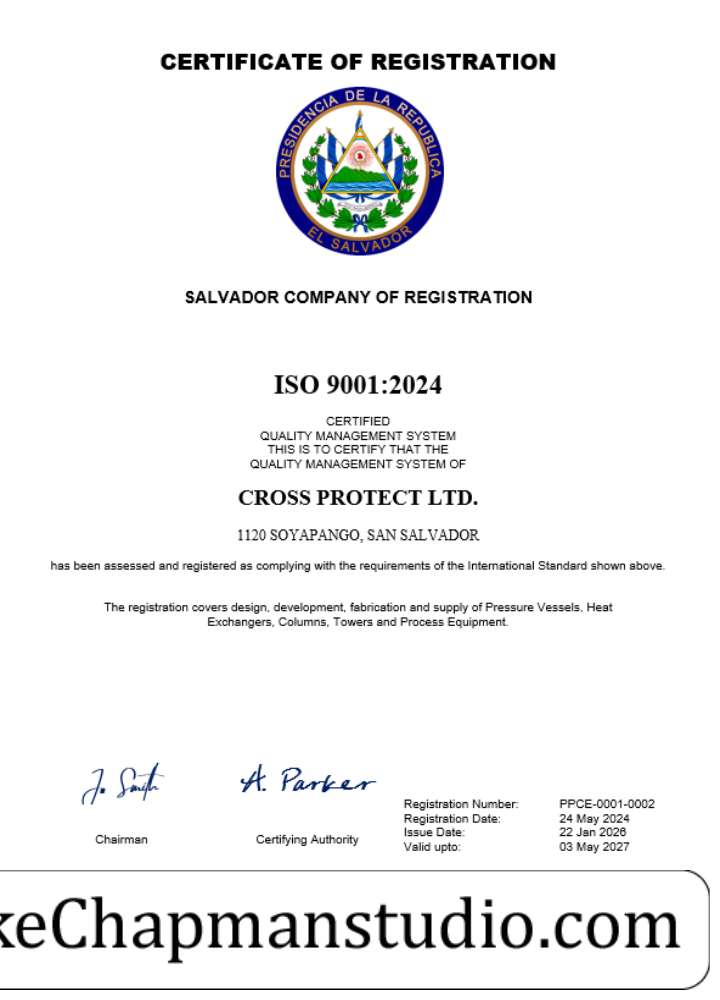 CERTIFICATE OF REGISTRATION
PRESIDENCIA DE LA REPUBLICA
EL SALVADOR
SALVADOR COMPANY OF REGISTRATION
ISO 9001:2024
CERTIFIED
QUALITY MANAGEMENT SYSTEM
THIS IS TO CERTIFY THAT THE
QUALITY MANAGEMENT SYSTEM OF
CROSS PROTECT LTD.
1120 SOYAPANGO, SAN SALVADOR
has been assessed and registered as complying with the requirements of the International Standard shown above.
The registration covers design, development, fabrication and supply of Pressure Vessels, Heat
Exchangers, Columns, Towers and Process Equipment.
J. Smith
A. Parker
Chairman
Certifying Authority
Registration Number: PPCE-0001-0002
Registration Date: 24 May 2024
Issue Date: 22 Jan 2026
Valid upto: 03 May 2027
keChapmanstudio.com